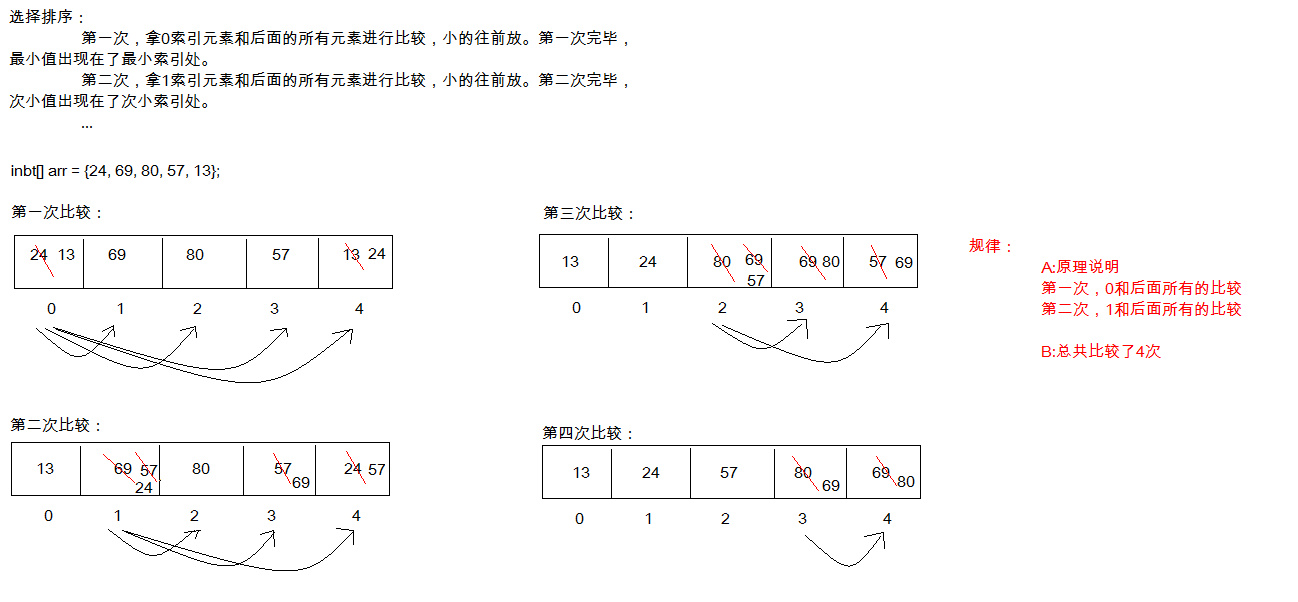 选择排序：
第一次，拿0索引元素和后面的所有元素进行比较，小的往前放。第一次完毕，
最小值出现在了最小索引处。
第二次，拿1索引元素和后面的所有元素进行比较，小的往前放。第二次完毕，
次小值出现在了次小索引处。
...
inbt[] arr = {24, 69, 80, 57, 13};
第一次比较：
24 13 69 80 57 13 24
0 1 2 3 4
第二次比较：
13 69 57 24 80 57 69 24 57
0 1 2 3 4
第三次比较：
13 24 80 69 57 69 80 57 69
0 1 2 3 4
第四次比较：
13 24 57 80 69 69 80
0 1 2 3 4
规律：
A:原理说明
第一次，0和后面所有的比较
第二次，1和后面所有的比较
B:总共比较了4次